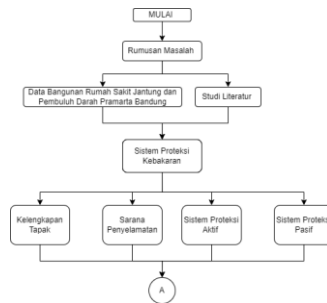 MULAI
Rumusan Masalah
Data Bangunan Rumah Sakit Jantung dan
Pembuluh Darah Pramarta Bandung
Studi Literatur
Sistem Proteksi
Kebakaran
Kelengkapan
Tapak
Sarana
Penyelamatan
Sistem Proteksi
Aktif
Sistem Proteksi
Pasif
A